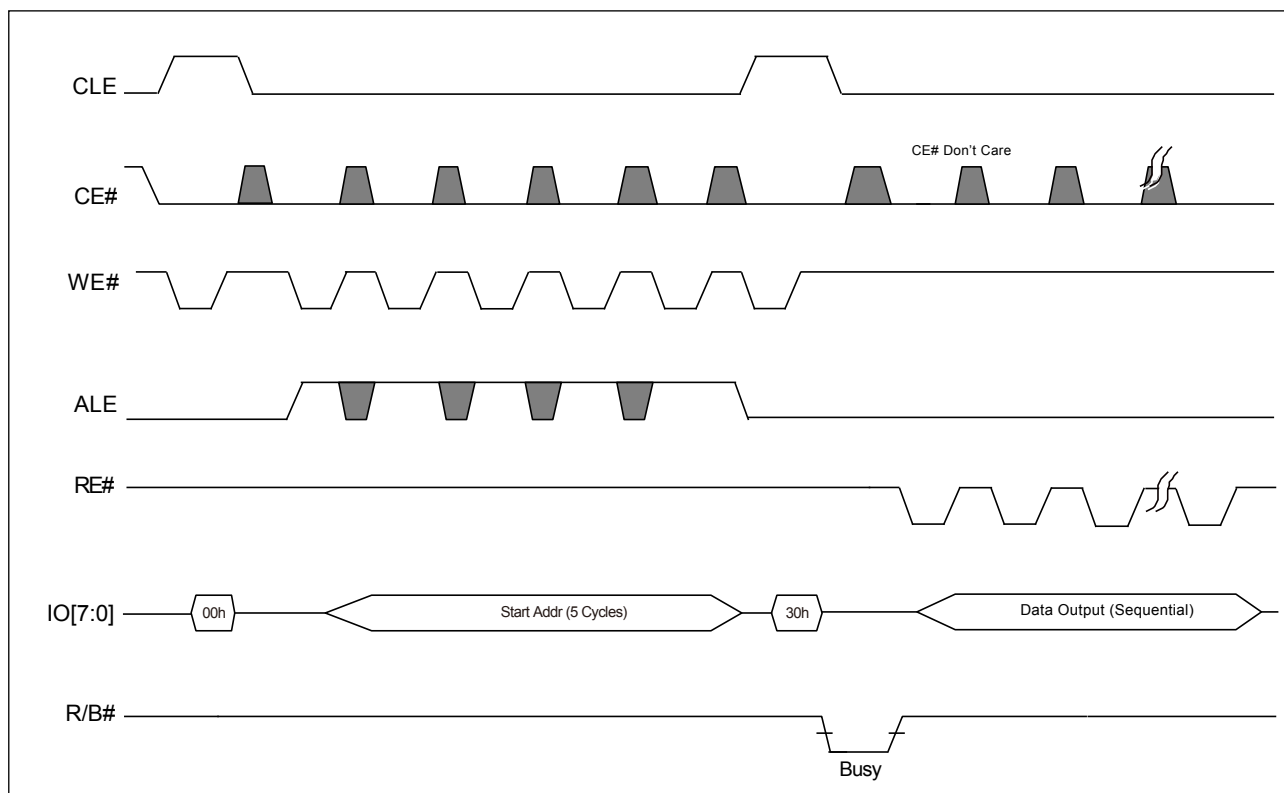 CLE
CE# Don't Care
CE#
WE#
ALE
RE#
IO[7:0]
00h
Start Addr (5 Cycles)
30h
Data Output (Sequential)
R/B#
Busy